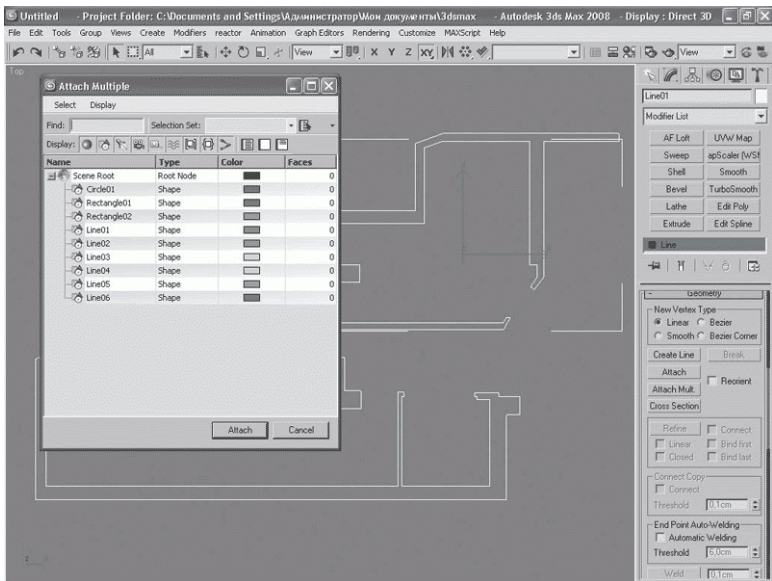 Untitled - Project Folder: C:\Documents and Settings\Администратор\Мои документы\3dsmax - Autodesk 3ds Max 2008 - Display : Direct 3D
File Edit Tools Group Views Create Modifiers reactor Animation Graph Editors Rendering Customize MAXScript Help
All View X Y Z XY View
Top
Attach Multiple
Select Display
Find: Selection Set:
Display:
Name Type Color Faces
Scene Root Root Node 0
Circle01 Shape 0
Rectangle01 Shape 0
Rectangle02 Shape 0
Line01 Shape 0
Line02 Shape 0
Line03 Shape 0
Line04 Shape 0
Line05 Shape 0
Line06 Shape 0
Attach Cancel
z
Line01
Modifier List
AF Loft UVW Map
Sweep apScaler (WSM
Shell Smooth
Bevel TurboSmooth
Lathe Edit Poly
Extrude Edit Spline
Line
- Geometry
New Vertex Type
Linear Bezier
Smooth Bezier Corner
Create Line Break
Attach
Attach Mult. Reorient
Cross Section
Refine Connect
Linear Bind first
Closed Bind last
Connect Copy
Connect
Threshold 0,1cm
End Point Auto-Welding
Automatic Welding
Threshold 6,0cm
Weld 0,1cm